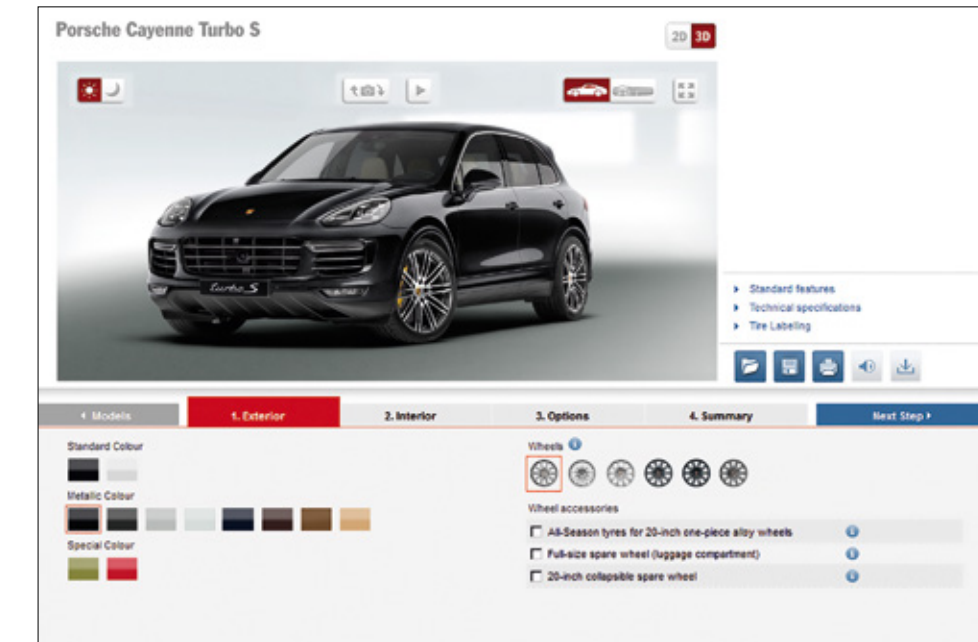 Porsche Cayenne Turbo S
2D 3D
turbo S
Standard features
Technical specifications
Tire Labeling
Models
1. Exterior
2. Interior
3. Options
4. Summary
Next Step
Standard Colour
Metallic Colour
Special Colour
Wheels
Wheel accessories
All-Season tyres for 20-inch one-piece alloy wheels
Full-size spare wheel (luggage compartment)
20-inch collapsible spare wheel